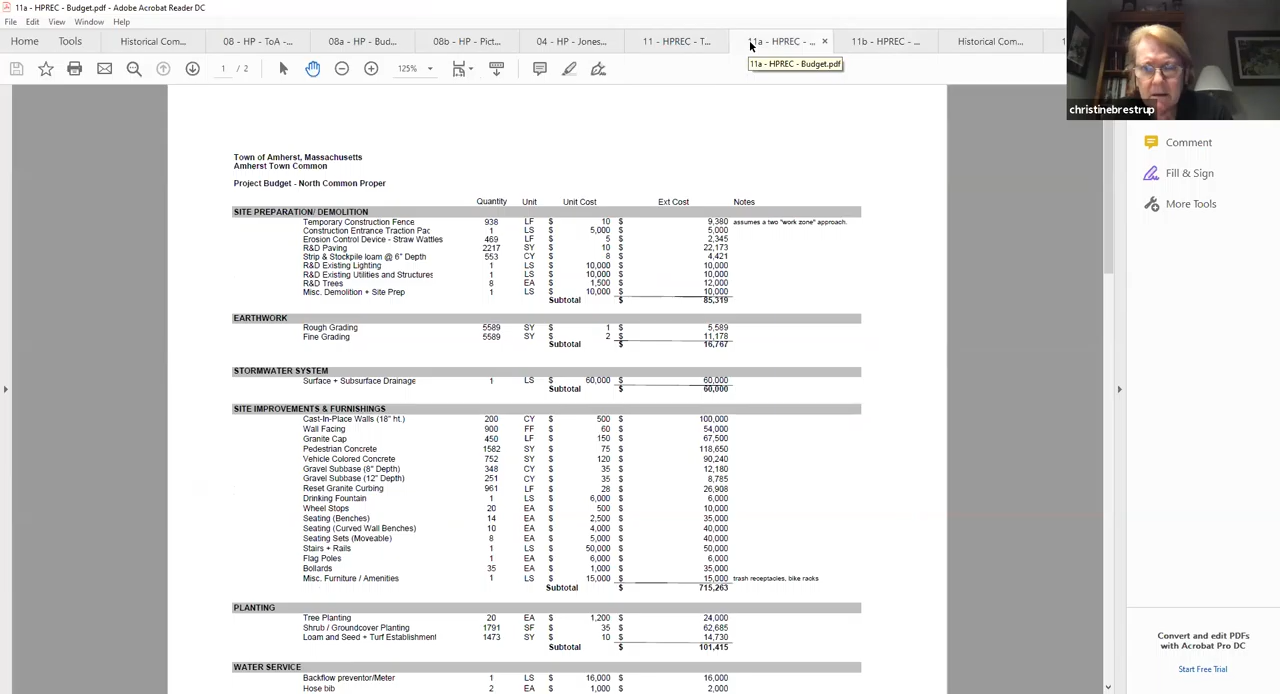 11a - HPREC - Budget.pdf - Adobe Acrobat Reader DC
File Edit View Window Help
Home Tools Historical Com... 08 - ToA -... 08a - HP - Bud... 08b - HP - Pict... 04 - HP - Jones... 11 - HPREC - T... 11a - HPREC - ... × 11b - HPREC - ... Historical Com...
1 / 2 125%
11a - HPREC - Budget.pdf
christinebrestrup
Comment
Fill & Sign
More Tools
Convert and edit PDFs
with Acrobat Pro DC
Start Free Trial
Town of Amherst, Massachusetts
Amherst Town Common
Project Budget - North Common Proper
Quantity Unit Unit Cost Ext Cost Notes
SITE PREPARATION/ DEMOLITION
Temporary Construction Fence 938 LF $ 10 $ 9,380 assumes a two "work zone" approach.
Construction Entrance Traction Pac 1 LS $ 5,000 $ 5,000
Erosion Control Device - Straw Wattles 469 LF $ 5 $ 2,345
R&D Paving 2217 SY $ 10 $ 22,173
Strip & Stockpile loam @ 6" Depth 553 CY $ 8 $ 4,421
R&D Existing Lighting 1 LS $ 10,000 $ 10,000
R&D Existing Utilities and Structures 1 LS $ 10,000 $ 10,000
R&D Trees 8 EA $ 1,500 $ 12,000
Misc. Demolition + Site Prep 1 LS $ 10,000 $ 10,000
Subtotal $ 85,319
EARTHWORK
Rough Grading 5589 SY $ 1 $ 5,589
Fine Grading 5589 SY $ 2 $ 11,178
Subtotal $ 16,767
STORMWATER SYSTEM
Surface + Subsurface Drainage 1 LS $ 60,000 $ 60,000
Subtotal $ 60,000
SITE IMPROVEMENTS & FURNISHINGS
Cast-In-Place Walls (18" ht.) 200 CY $ 500 $ 100,000
Wall Facing 900 FF $ 60 $ 54,000
Granite Cap 450 LF $ 150 $ 67,500
Pedestrian Concrete 1582 SY $ 75 $ 118,650
Vehicle Colored Concrete 752 SY $ 120 $ 90,240
Gravel Subbase (8" Depth) 348 CY $ 35 $ 12,180
Gravel Subbase (12" Depth) 251 CY $ 35 $ 8,785
Reset Granite Curbing 961 LF $ 28 $ 26,908
Drinking Fountain 1 LS $ 6,000 $ 6,000
Wheel Stops 20 EA $ 500 $ 10,000
Seating (Benches) 14 EA $ 2,500 $ 35,000
Seating (Curved Wall Benches) 10 EA $ 4,000 $ 40,000
Seating Sets (Moveable) 8 EA $ 5,000 $ 40,000
Stairs + Rails 1 LS $ 50,000 $ 50,000
Flag Poles 1 EA $ 6,000 $ 6,000
Bollards 35 EA $ 1,000 $ 35,000
Misc. Furniture / Amenities 1 LS $ 15,000 $ 15,000 trash receptacles, bike racks
Subtotal $ 715,263
PLANTING
Tree Planting 20 EA $ 1,200 $ 24,000
Shrub / Groundcover Planting 1791 SF $ 35 $ 62,685
Loam and Seed + Turf Establishment 1473 SY $ 10 $ 14,730
Subtotal $ 101,415
WATER SERVICE
Backflow preventor/Meter 1 LS $ 16,000 $ 16,000
Hose bib 2 EA $ 1,000 $ 2,000